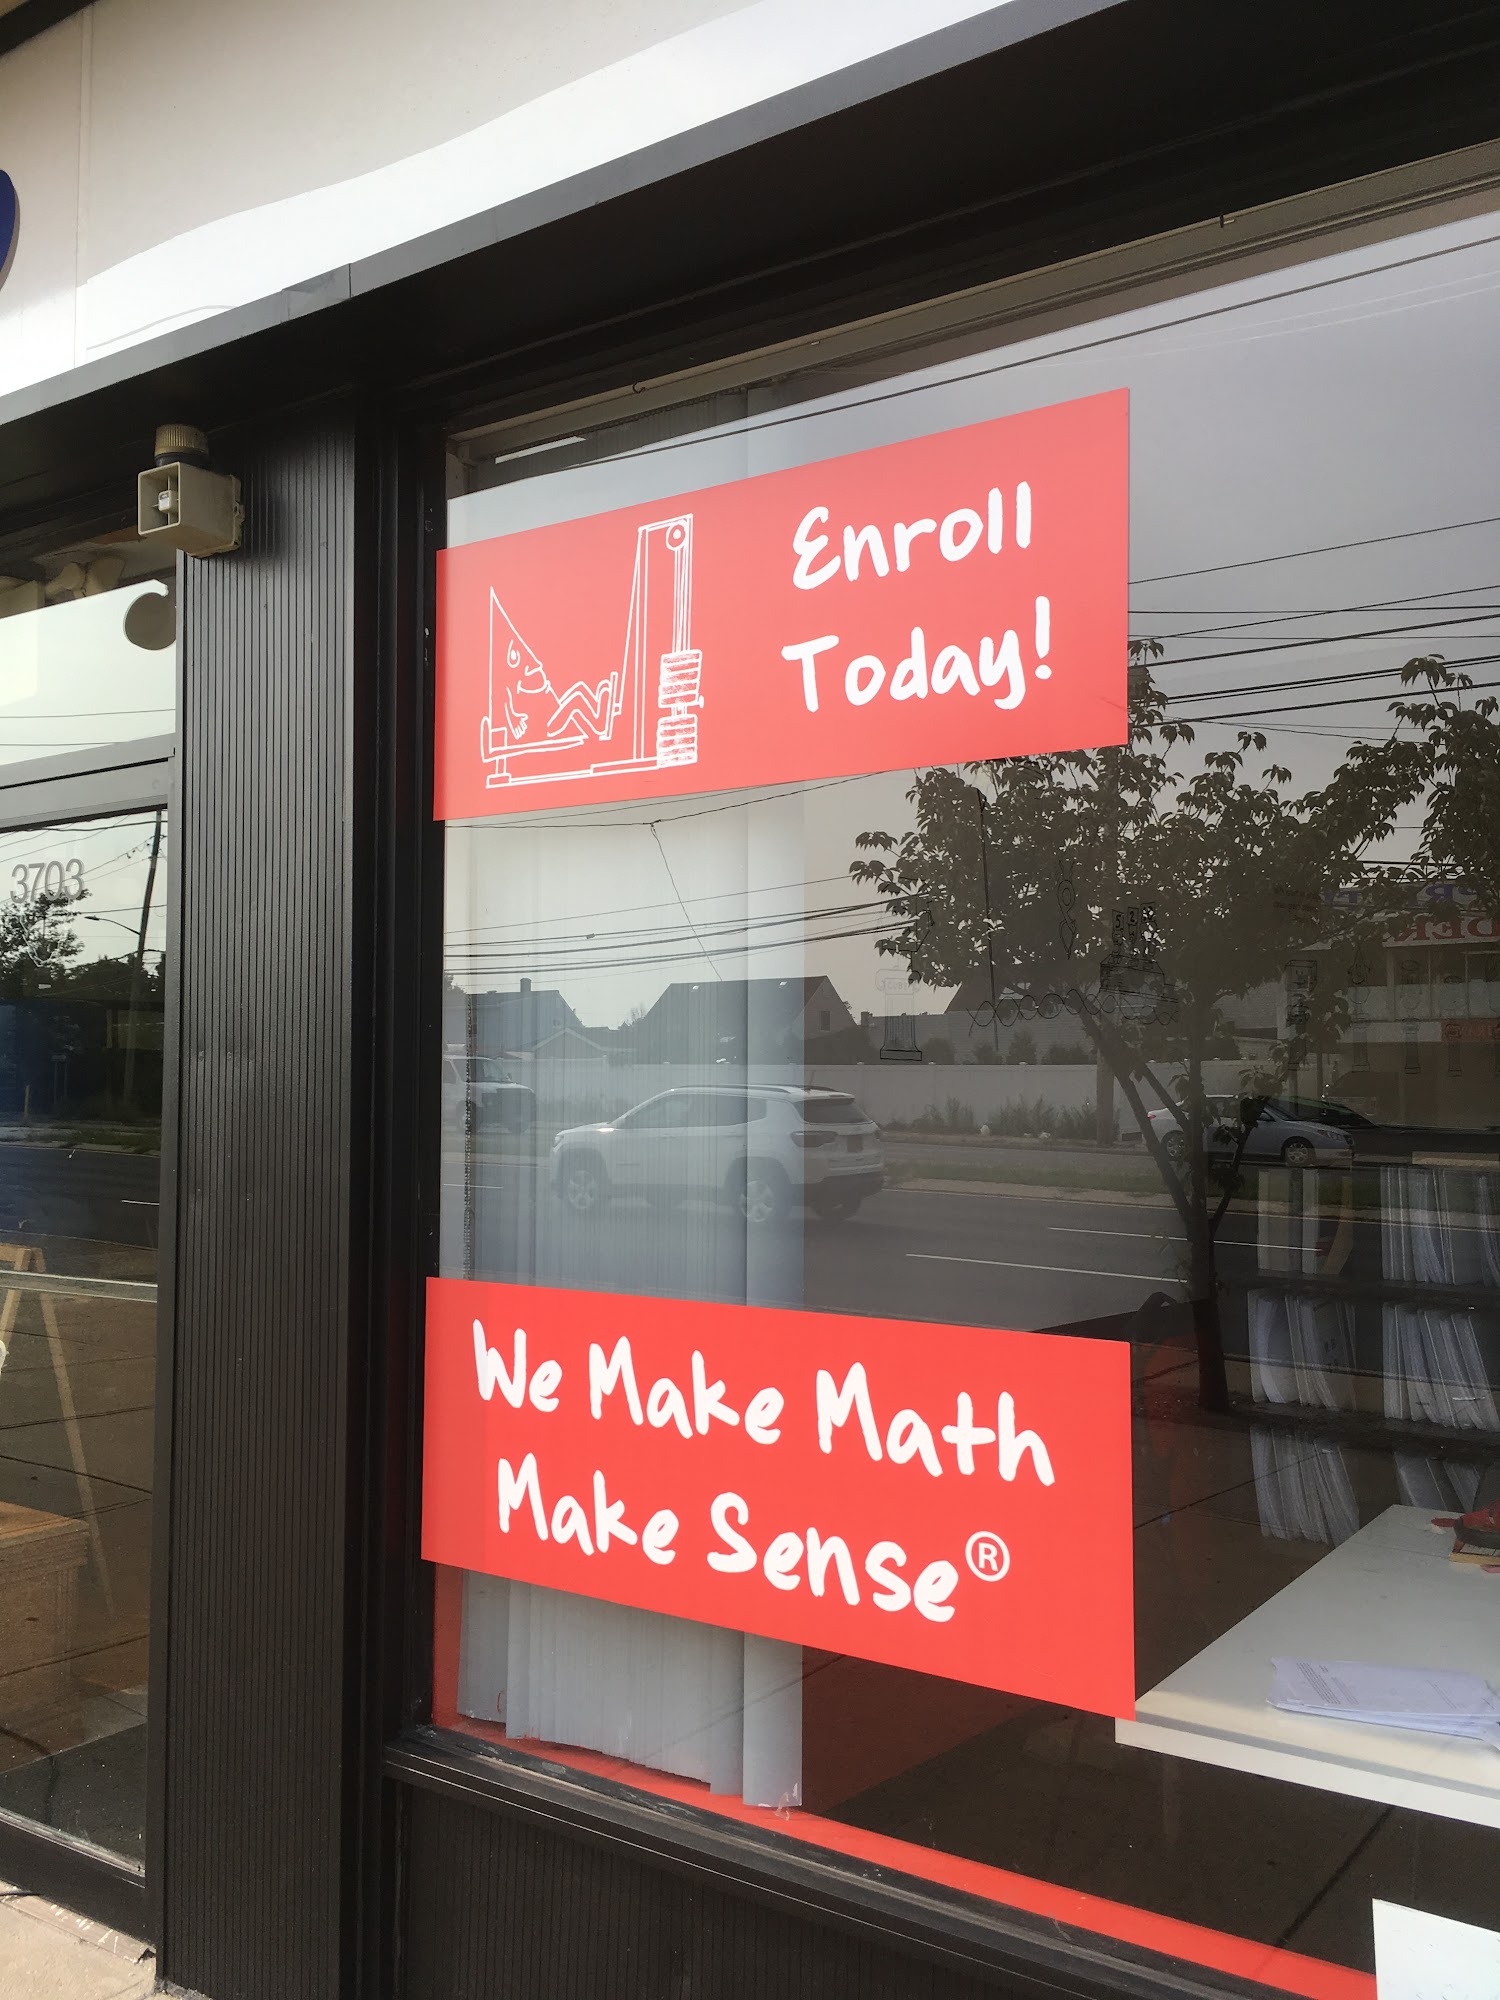 Enroll
Today!
3703
We Make Math
Make Sense®